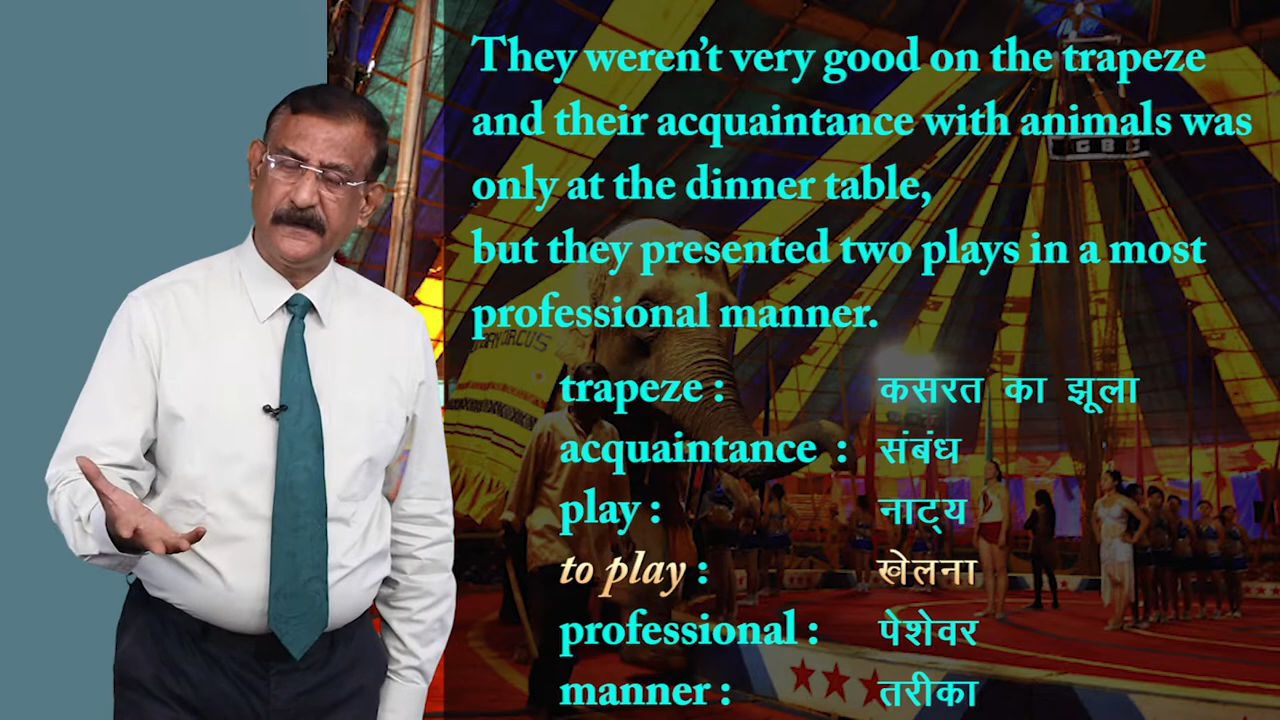 They weren't very good on the trapeze
and their acquaintance with animals was
only at the dinner table,
but they presented two plays in a most
professional manner.
trapeze : कसरत का झूला
acquaintance : संबंध
play : नाट्य
to play : खेलना
professional : पेशेवर
manner : तरीका
G B C